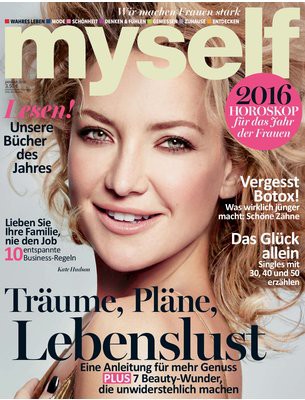 Wir machen Frauen stark
WAHRES LEBEN MODE SCHÖNHEIT DENKEN & FÜHLEN GENIESSEN ZUHAUSE ENTDECKEN
myself
2016
HOROSKOP
für das Jahr
der Frauen
Lesen!
Unsere
Bücher
des
Jahres
Vergesst
Botox!
Was wirklich jünger
macht: Schöne Zähne
Lieben Sie
Ihre Familie,
nie den Job
10 entspannte
Business-Regeln
Das Glück
allein
Singles mit
30, 40 und 50
erzählen
Kate Hudson
Träume, Pläne,
Lebenslust
Eine Anleitung für mehr Genuss
PLUS 7 Beauty-Wunder,
die unwiderstehlich machen